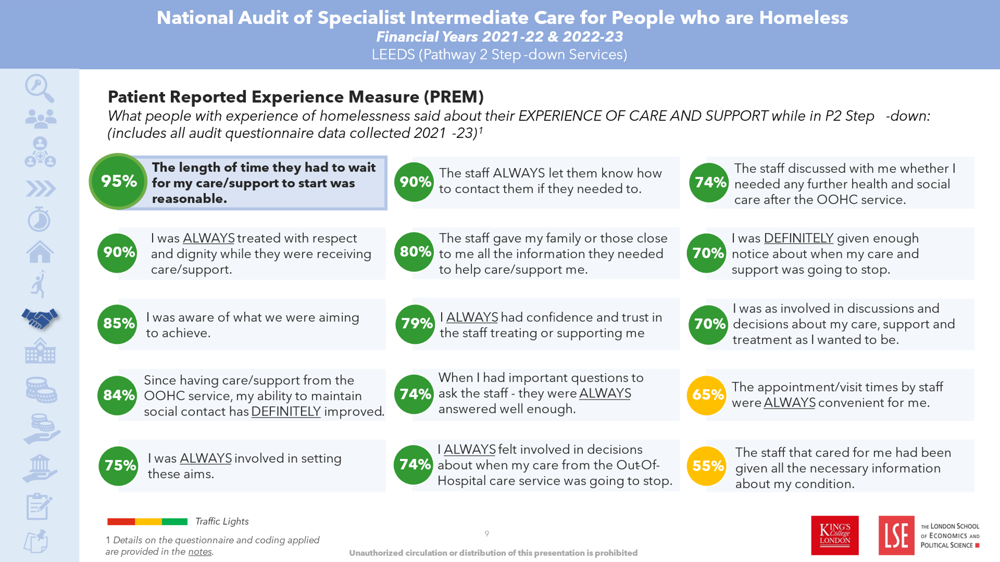 National Audit of Specialist Intermediate Care for People who are Homeless
Financial Years 2021-22 & 2022-23
LEEDS (Pathway 2 Step-down Services)
Patient Reported Experience Measure (PREM)
What people with experience of homelessness said about their EXPERIENCE OF CARE AND SUPPORT while in P2 Step -down:
(includes all audit questionnaire data collected 2021 -23)1
95%
The length of time they had to wait
for my care/support to start was
reasonable.
90%
I was ALWAYS treated with respect
and dignity while they were receiving
care/support.
85%
I was aware of what we were aiming
to achieve.
84%
Since having care/support from the
OOHC service, my ability to maintain
social contact has DEFINITELY improved.
75%
I was ALWAYS involved in setting
these aims.
90%
The staff ALWAYS let them know how
to contact them if they needed to.
80%
The staff gave my family or those close
to me all the information they needed
to help care/support me.
79%
I ALWAYS had confidence and trust in
the staff treating or supporting me
74%
When I had important questions to
ask the staff - they were ALWAYS
answered well enough.
74%
I ALWAYS felt involved in decisions
about when my care from the Out-Of-
Hospital care service was going to stop.
74%
The staff discussed with me whether I
needed any further health and social
care after the OOHC service.
70%
I was DEFINITELY given enough
notice about when my care and
support was going to stop.
70%
I was as involved in discussions and
decisions about my care, support and
treatment as I wanted to be.
65%
The appointment/visit times by staff
were ALWAYS convenient for me.
55%
The staff that cared for me had been
given all the necessary information
about my condition.
Traffic Lights
1 Details on the questionnaire and coding applied
are provided in the notes.
9
Unauthorized circulation or distribution of this presentation is prohibited
KING'S
College
LONDON
LSE
THE LONDON SCHOOL
OF ECONOMICS AND
POLITICAL SCIENCE